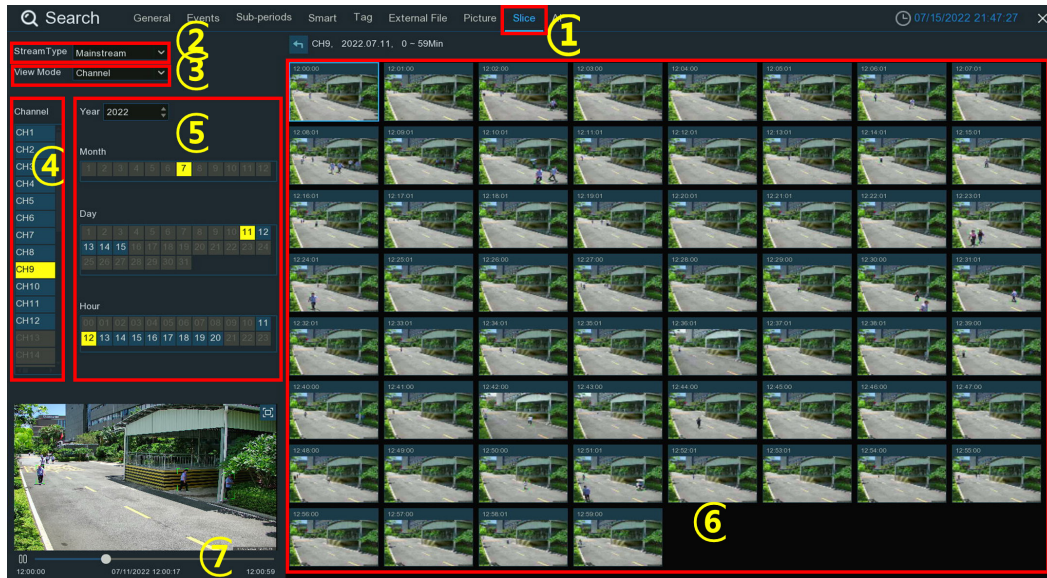 Search General Events Sub-periods Smart Tag External File Picture Slice 07/15/2022 21:47:27
①
②
StreamType Mainstream
CH9, 2022.07.11, 0 ~ 59Min
③
View Mode Channel
Channel
CH1
CH2
CH3
CH4
CH5
CH6
CH7
CH8
CH9
CH10
CH11
CH12
CH13
CH14
④
Year 2022
⑤
Month
1 2 3 4 5 6 7 8 9 10 11 12
Day
1 2 3 4 5 6 7 8 9 10 11 12
13 14 15 16 17 18 19 20 21 22 23 24
25 26 27 28 29 30 31
Hour
00 01 02 03 04 05 06 07 08 09 10 11
12 13 14 15 16 17 18 19 20 21 22 23
12:00:00 12:01:00 12:02:00 12:03:00 12:04:00 12:05:01 12:06:01 12:07:01
12:08:01 12:09:01 12:10:01 12:11:01 12:12:01 12:13:01 12:14:01 12:15:01
12:16:01 12:17:01 12:18:01 12:19:01 12:20:01 12:21:01 12:22:01 12:23:01
12:24:01 12:25:01 12:26:00 12:27:00 12:28:00 12:29:00 12:30:00 12:31:01
12:32:01 12:33:01 12:34:01 12:35:01 12:36:01 12:37:01 12:38:01 12:39:00
12:40:00 12:41:00 12:42:00 12:43:00 12:44:00 12:45:00 12:46:00 12:47:00
12:48:00 12:49:00 12:50:00 12:51:01 12:52:01 12:53:01 12:54:00 12:55:00
12:56:00 12:57:00 12:58:01 12:59:00
⑥
⑦
12:00:00 07/11/2022 12:00:17 12:00:59